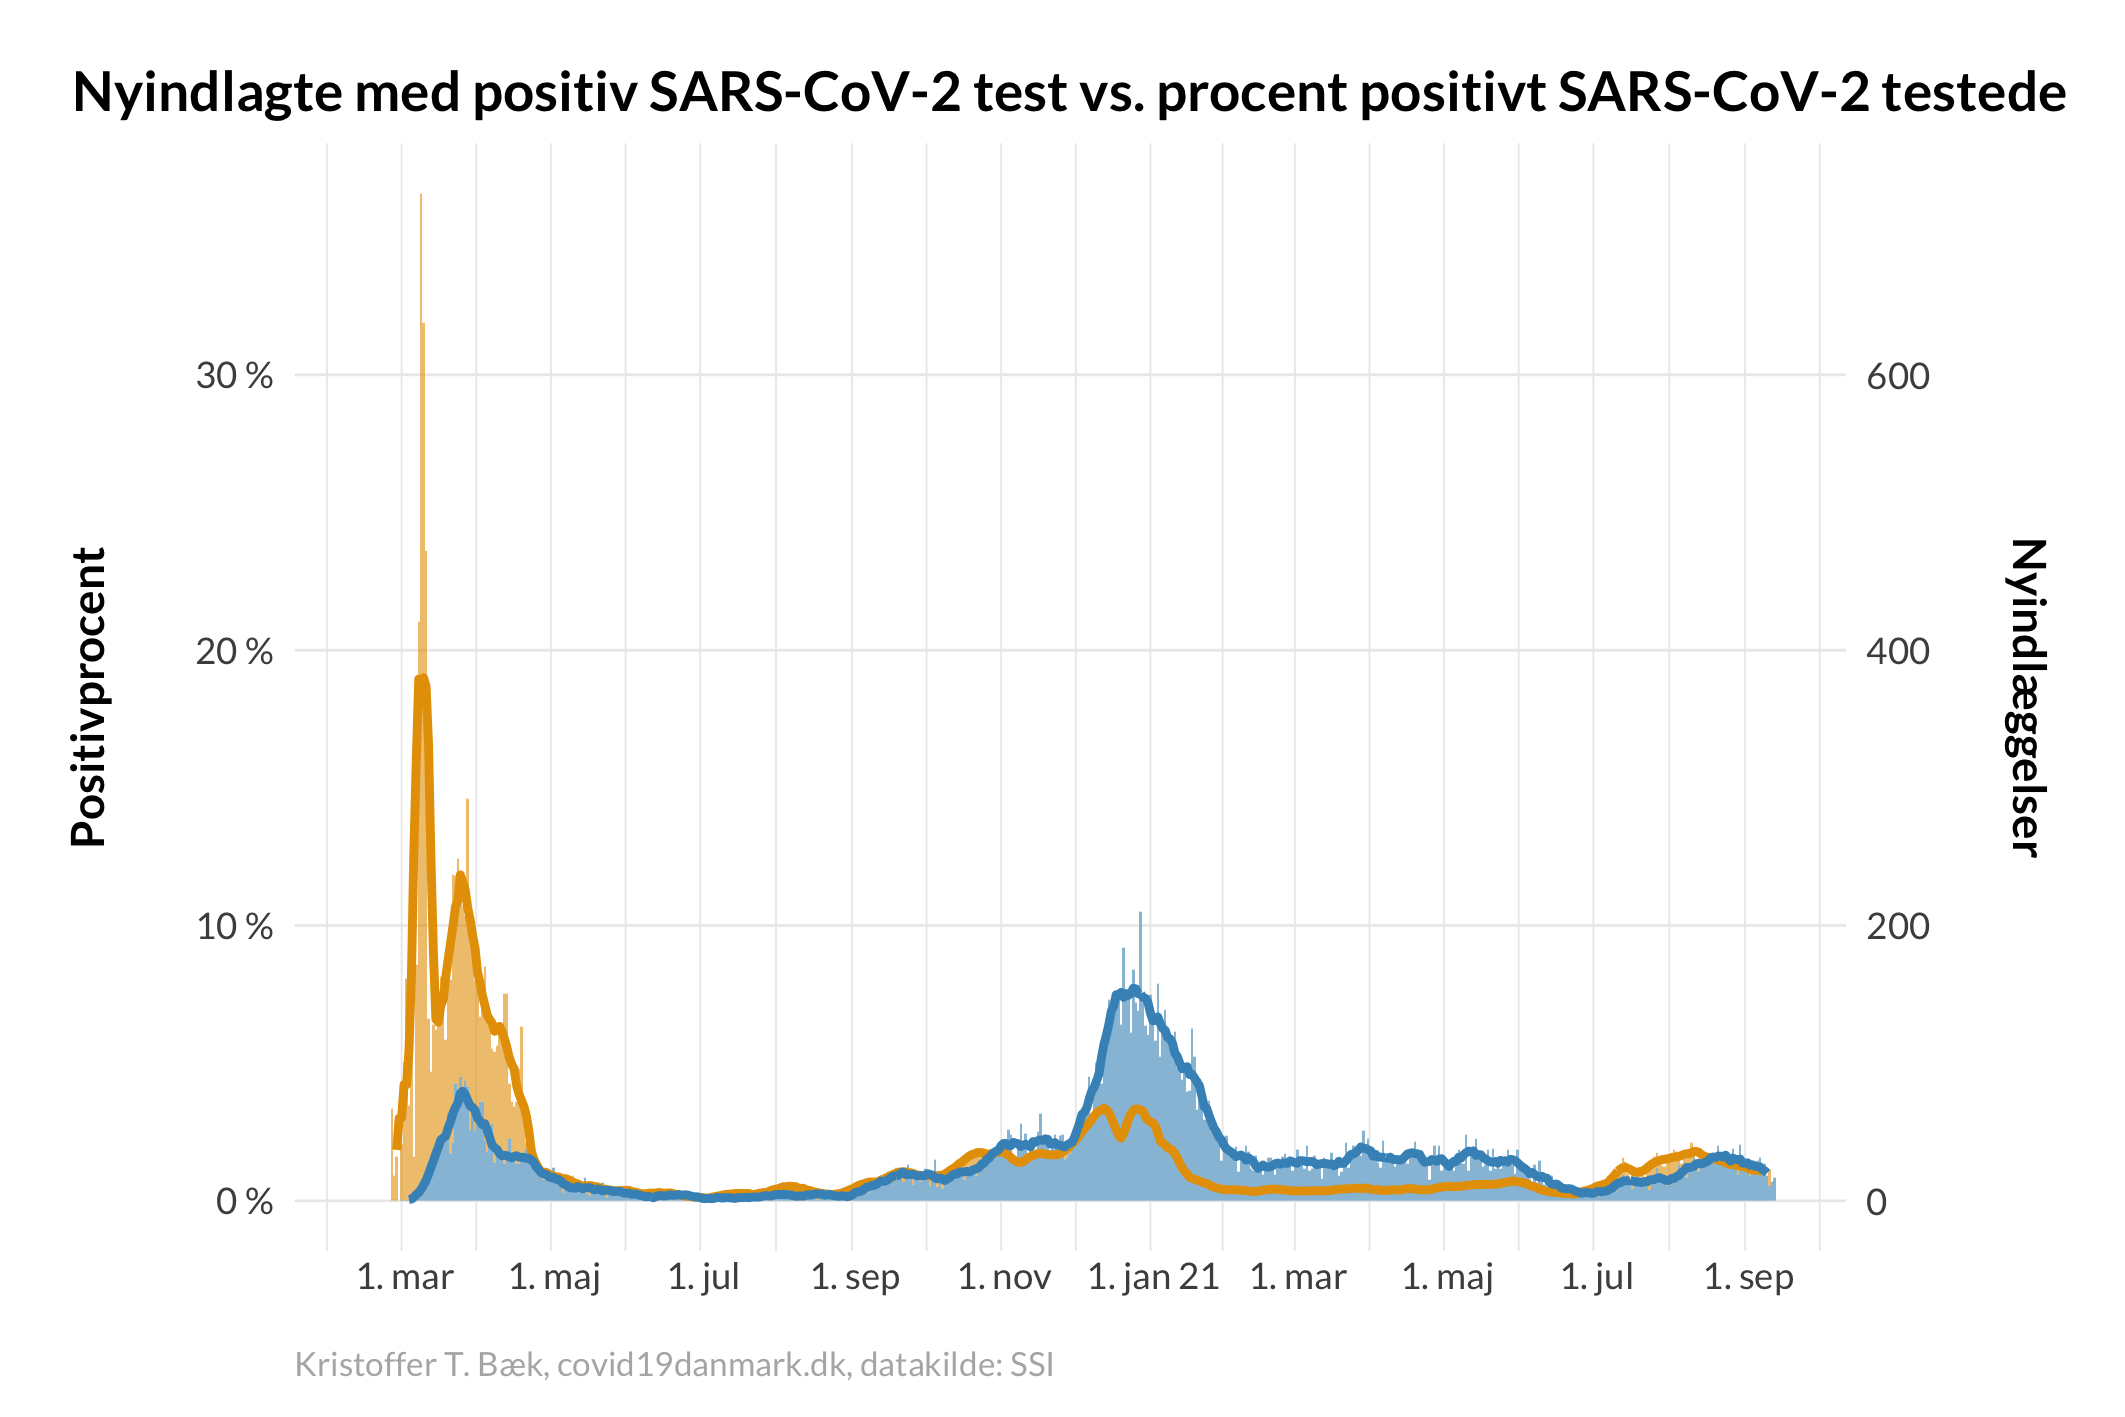 Nyindlagte med positiv SARS-CoV-2 test vs. procent positivt SARS-CoV-2 testede
Positivprocent
30 %
20 %
10 %
0 %
600
400
200
0
Nyindlæggelser
1. mar
1. maj
1. jul
1. sep
1. nov
1. jan 21
1. mar
1. maj
1. jul
1. sep
Kristoffer T. Bæk, covid19danmark.dk, datakilde: SSI